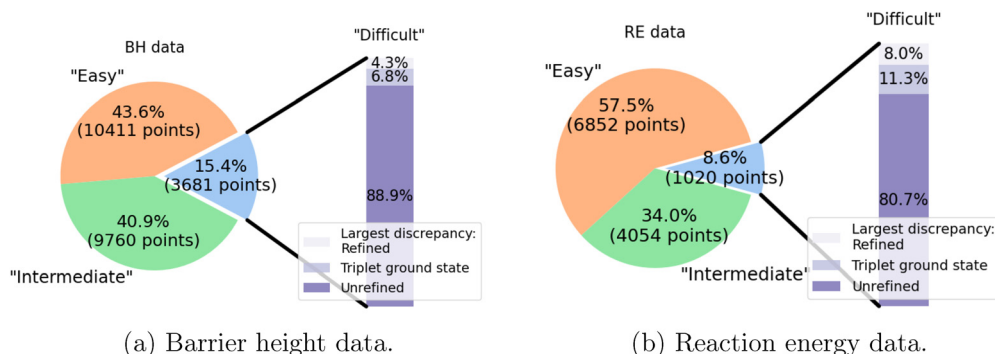 BH data
"Difficult"
4.3%
6.8%
"Easy"
43.6%
(10411 points)
15.4%
(3681 points)
88.9%
40.9%
(9760 points)
"Intermediate"
Largest discrepancy:
Refined
Triplet ground state
Unrefined
(a) Barrier height data.
RE data
"Difficult"
8.0%
11.3%
"Easy"
57.5%
(6852 points)
8.6%
(1020 points)
80.7%
34.0%
(4054 points)
"Intermediate"
Largest discrepancy:
Refined
Triplet ground state
Unrefined
(b) Reaction energy data.